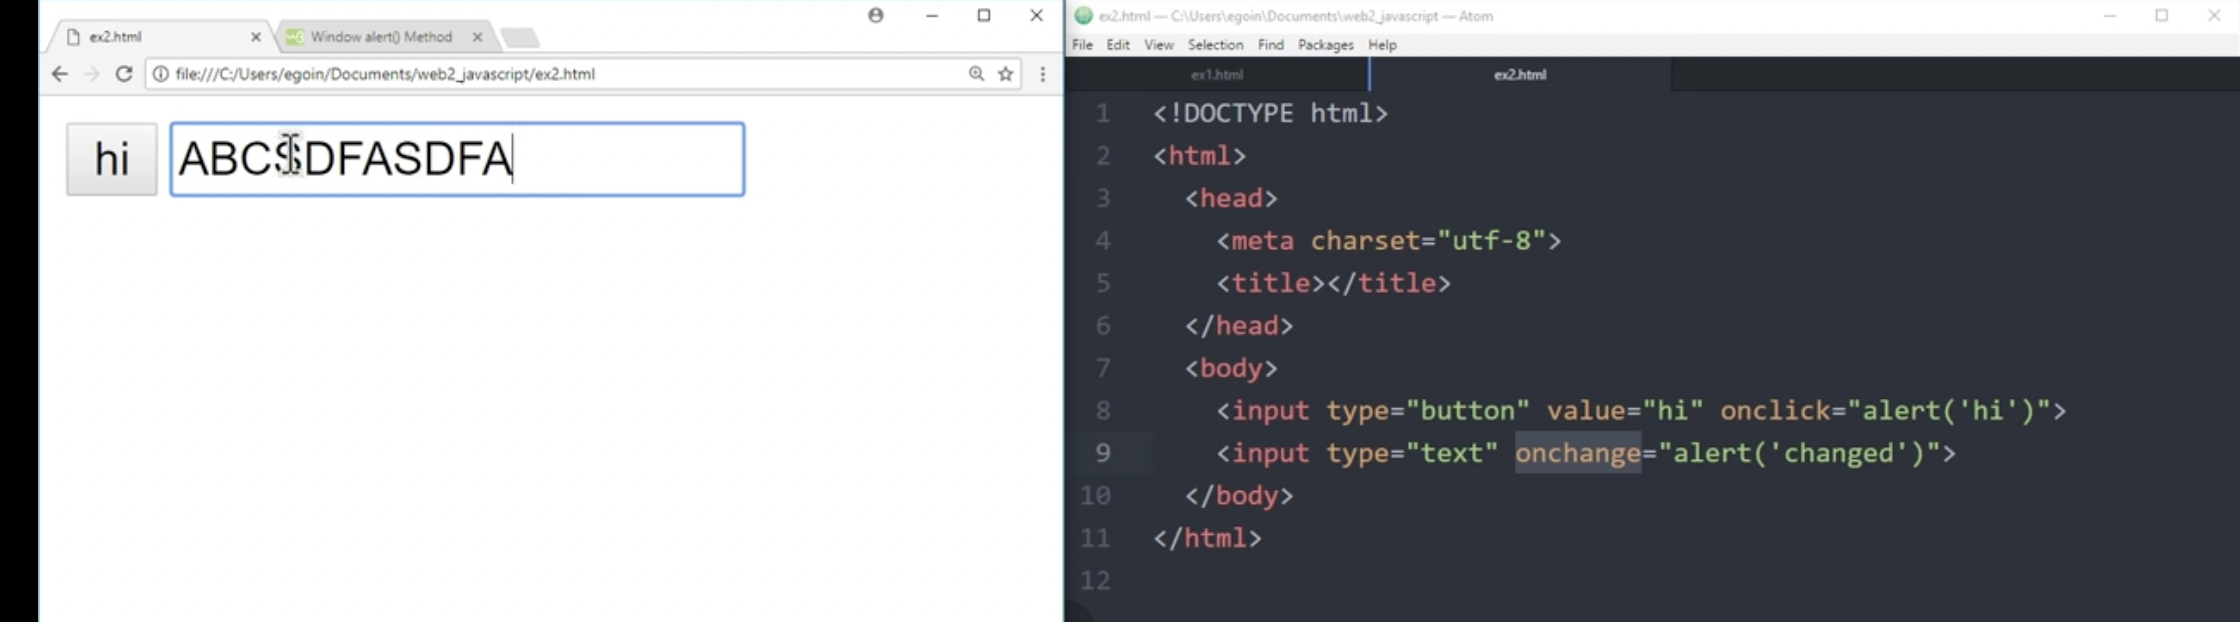 ex2.html
Window alert() Method
file:///C:/Users/egoin/Documents/web2_javascript/ex2.html
hi
ABCSDFASDFA
ex2.html — C:\Users\egoin\Documents\web2_javascript — Atom
File Edit View Selection Find Packages Help
ex1.html
ex2.html
1 <!DOCTYPE html>
2 <html>
3 <head>
4 <meta charset="utf-8">
5 <title></title>
6 </head>
7 <body>
8 <input type="button" value="hi" onclick="alert('hi')">
9 <input type="text" onchange="alert('changed')">
10 </body>
11 </html>
12